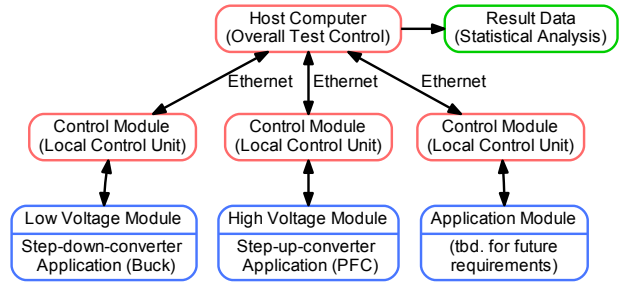 Host Computer
(Overall Test Control)
Result Data
(Statistical Analysis)
Ethernet
Ethernet
Ethernet
Control Module
(Local Control Unit)
Control Module
(Local Control Unit)
Control Module
(Local Control Unit)
Low Voltage Module
Step-down-converter
Application (Buck)
High Voltage Module
Step-up-converter
Application (PFC)
Application Module
(tbd. for future
requirements)